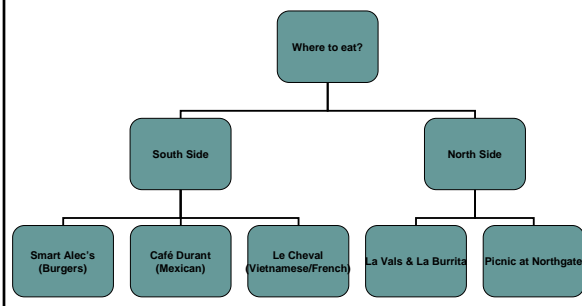 Where to eat?
South Side
North Side
Smart Alec's
(Burgers)
Café Durant
(Mexican)
Le Cheval
(Vietnamese/French)
La Vals & La Burrita
Picnic at Northgate